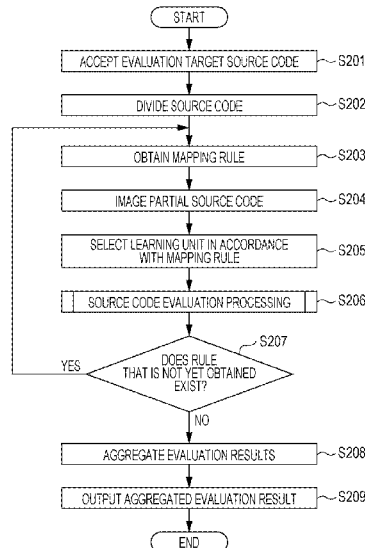 START
ACCEPT EVALUATION TARGET SOURCE CODE S201
DIVIDE SOURCE CODE S202
OBTAIN MAPPING RULE S203
IMAGE PARTIAL SOURCE CODE S204
SELECT LEARNING UNIT IN ACCORDANCE
WITH MAPPING RULE S205
SOURCE CODE EVALUATION PROCESSING S206
S207
DOES RULE
THAT IS NOT YET OBTAINED
EXIST?
YES
NO
AGGREGATE EVALUATION RESULTS S208
OUTPUT AGGREGATED EVALUATION RESULT S209
END